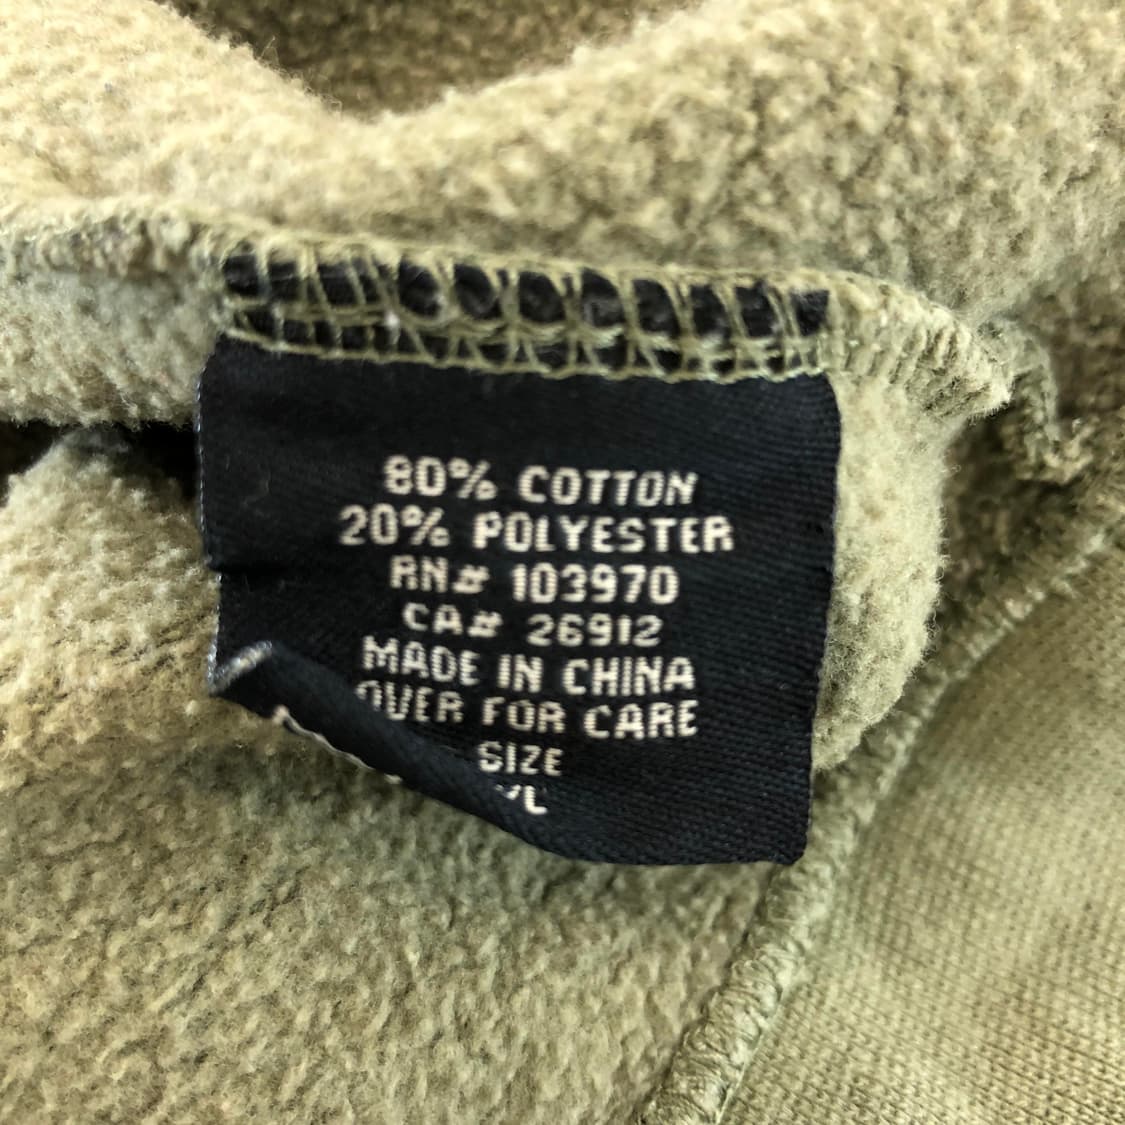 80% COTTON
20% POLYESTER
RN# 103970
CA# 26912
MADE IN CHINA
OVER FOR CARE
SIZE